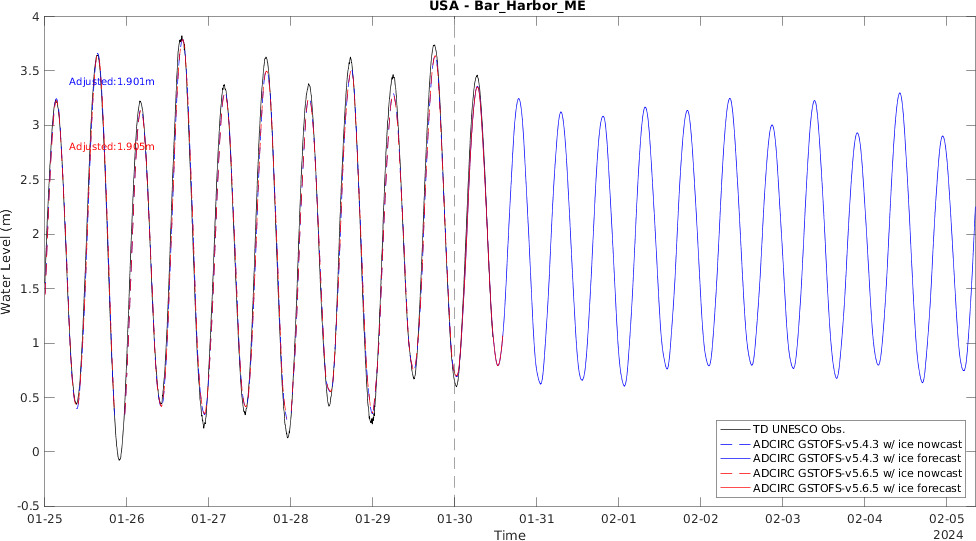 USA - Bar_Harbor_ME
4
3.5
3
2.5
2
1.5
1
0.5
0
-0.5
Water Level (m)
Adjusted:1.901m
Adjusted:1.905m
TD UNESCO Obs.
ADCIRC GSTOFS-v5.4.3 w/ ice nowcast
ADCIRC GSTOFS-v5.4.3 w/ ice forecast
ADCIRC GSTOFS-v5.6.5 w/ ice nowcast
ADCIRC GSTOFS-v5.6.5 w/ ice forecast
01-25 01-26 01-27 01-28 01-29 01-30 01-31 02-01 02-02 02-03 02-04 02-05
2024
Time